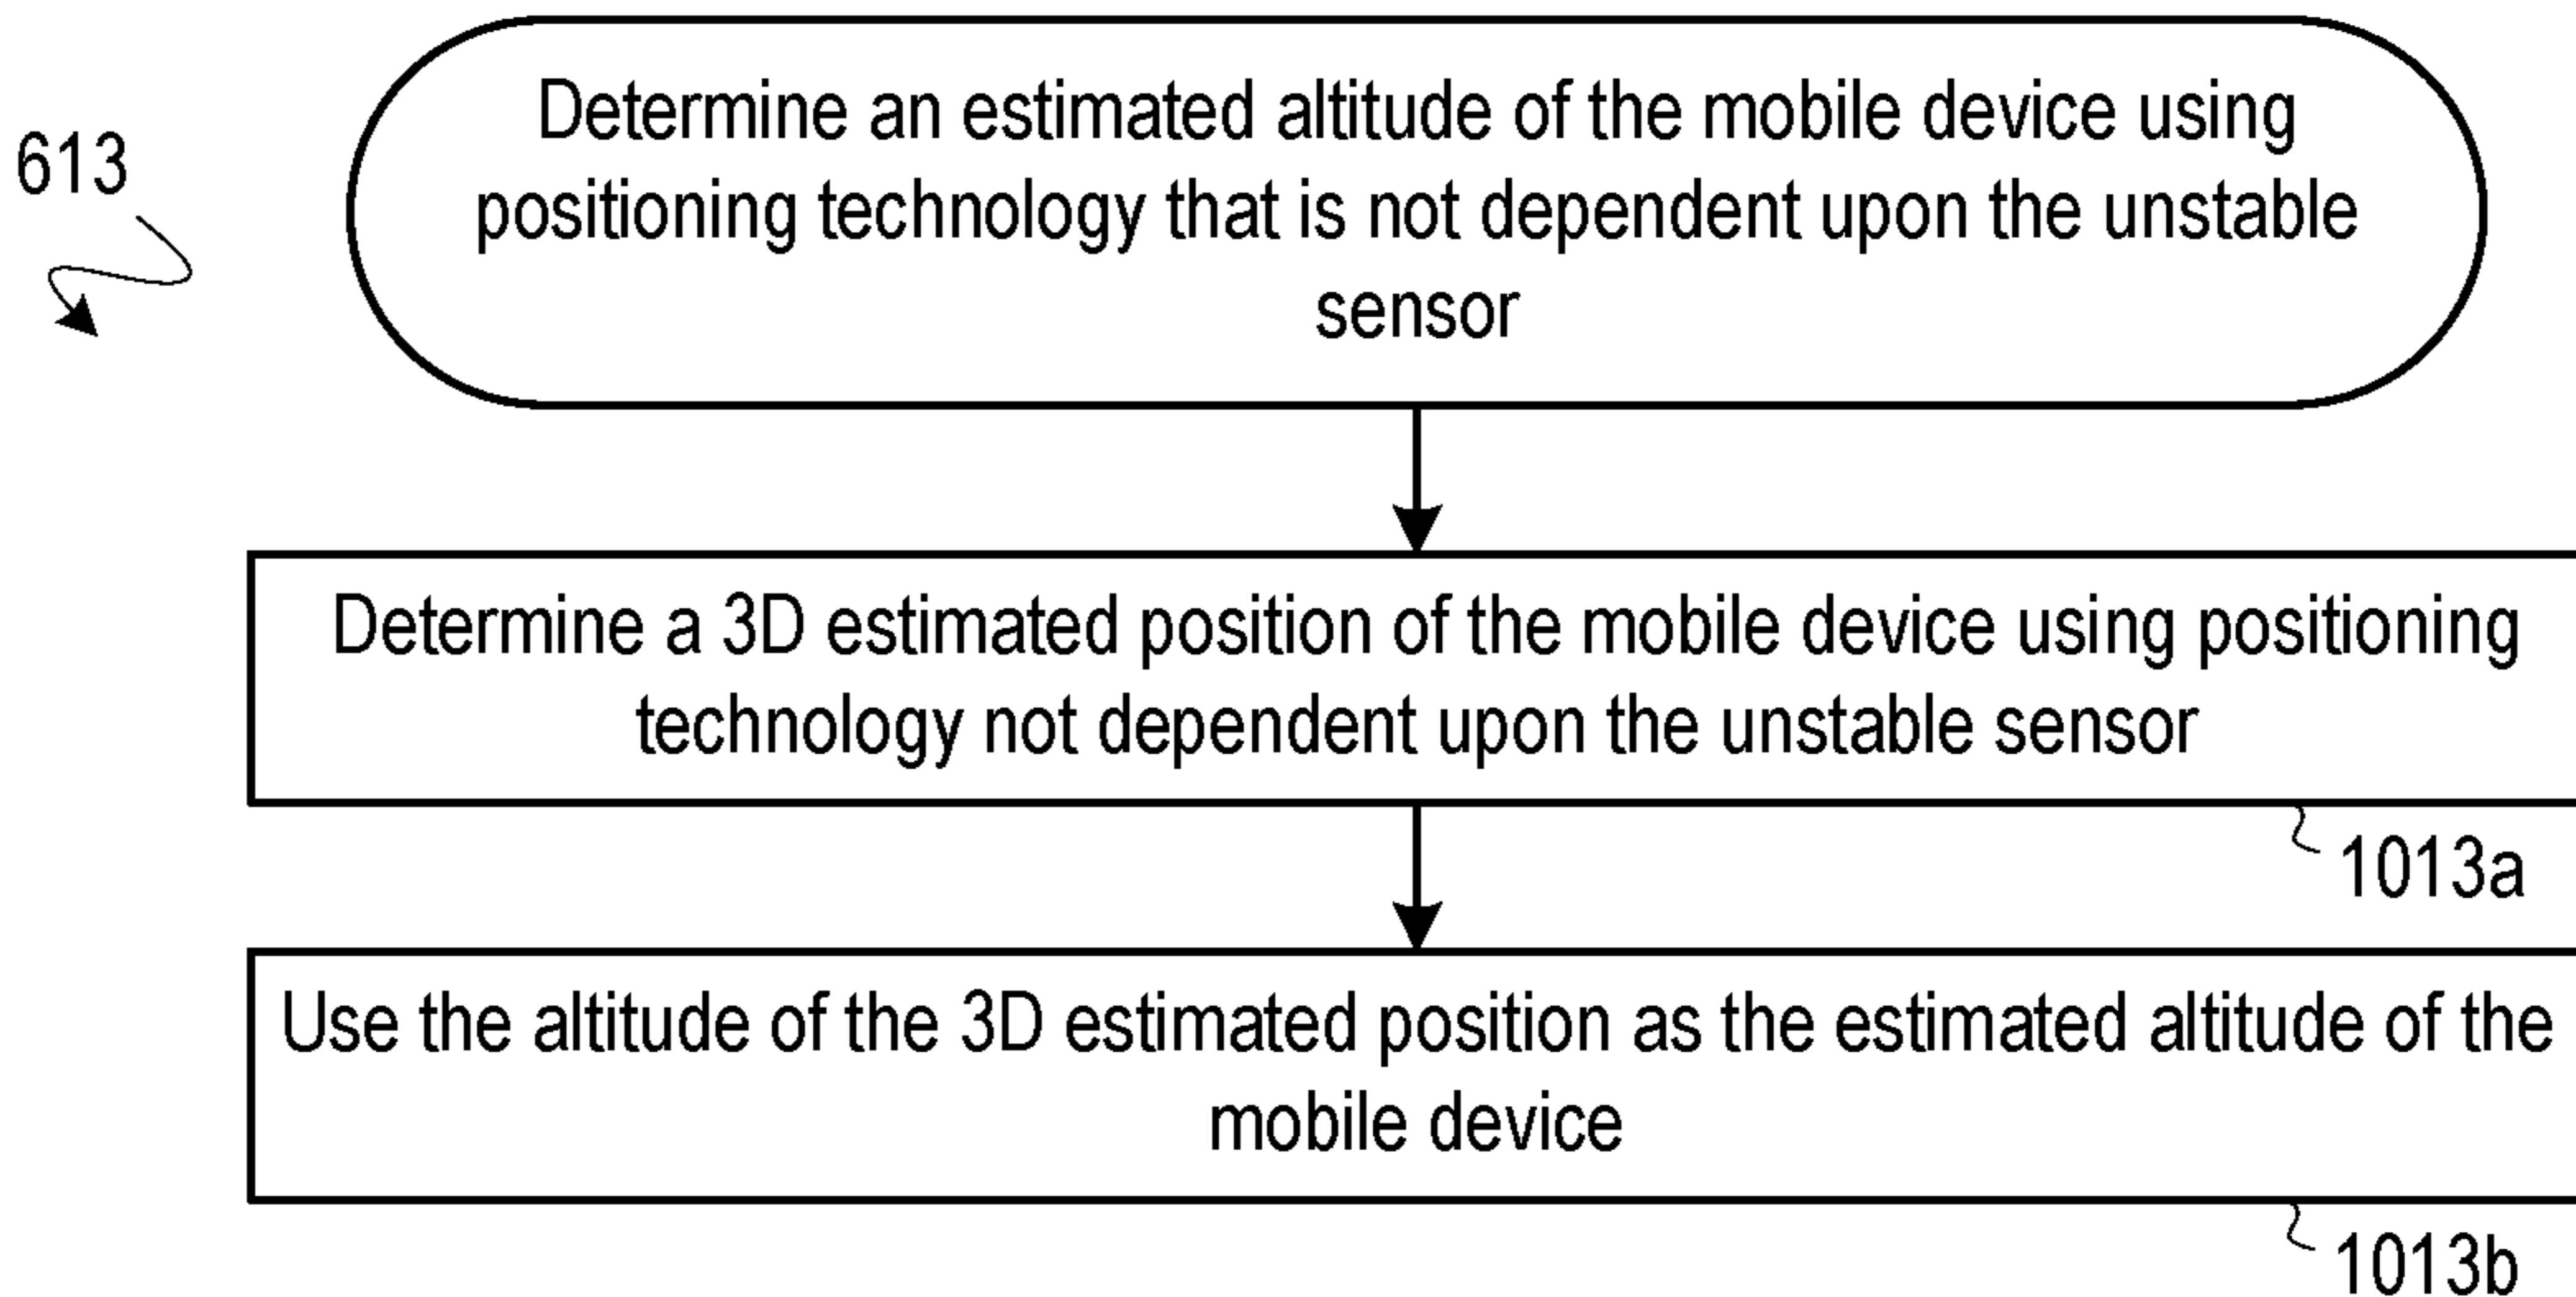 613
Determine an estimated altitude of the mobile device using
positioning technology that is not dependent upon the unstable
sensor
Determine a 3D estimated position of the mobile device using positioning
technology not dependent upon the unstable sensor
1013a
Use the altitude of the 3D estimated position as the estimated altitude of the
mobile device
1013b